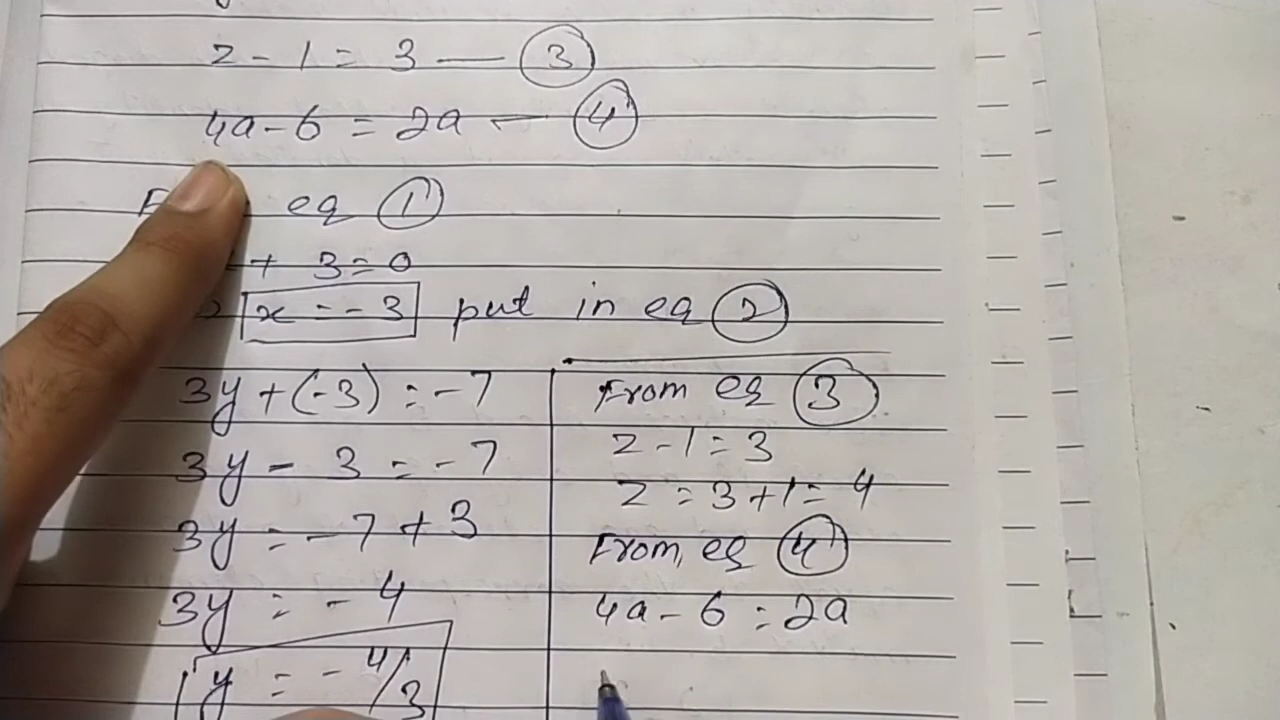 z - 1 = 3 — ③
4a - 6 = 2a — ④
eq ①
+ 3 = 0
x = -3 put in eq ②
3y + (-3) = -7
3y - 3 = -7
3y = -7 + 3
3y = -4
y = -4/3
From eq ③
z - 1 = 3
z = 3 + 1 = 4
From, eq ④
4a - 6 = 2a